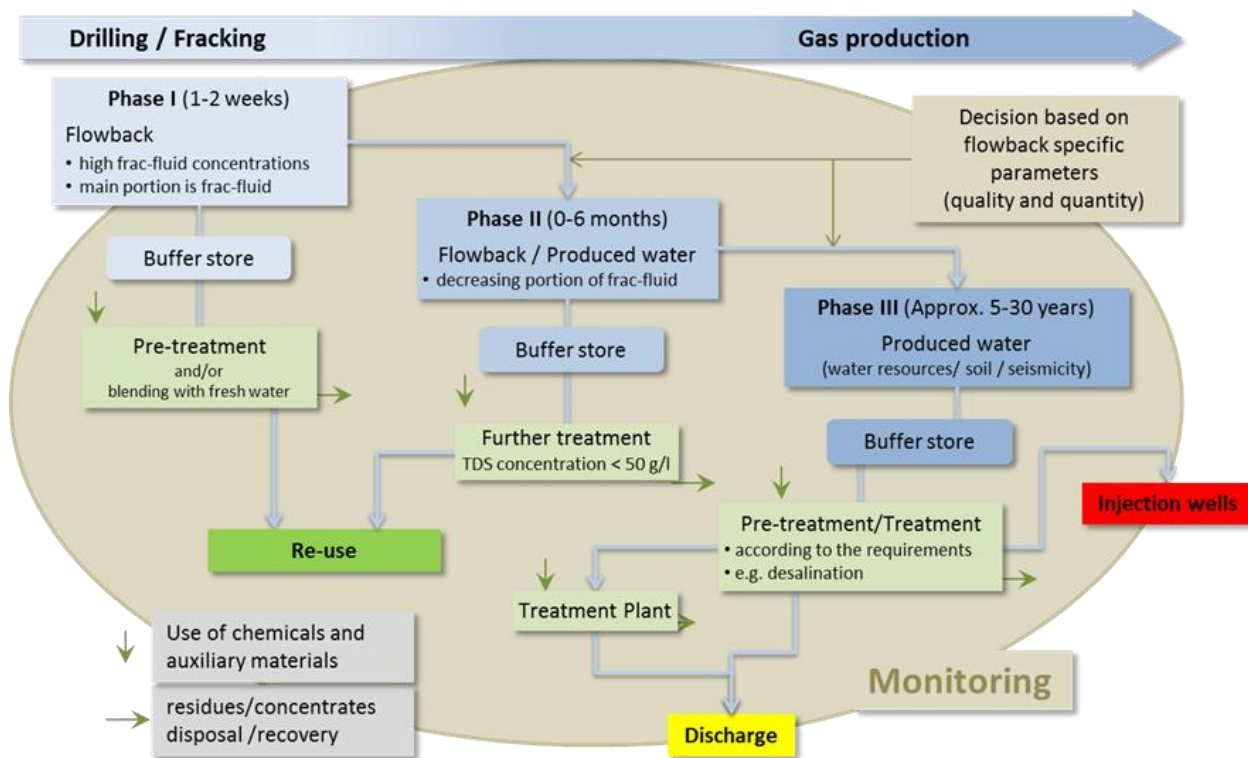 Drilling / Fracking
Gas production
Phase I (1-2 weeks)
Flowback
• high frac-fluid concentrations
• main portion is frac-fluid
Decision based on
flowback specific
parameters
(quality and quantity)
Phase II (0-6 months)
Flowback / Produced water
• decreasing portion of frac-fluid
Buffer store
Phase III (Approx. 5-30 years)
Produced water
(water resources/ soil / seismicity)
Pre-treatment
and/or
blending with fresh water
Buffer store
Further treatment
TDS concentration < 50 g/l
Buffer store
Injection wells
Pre-treatment/Treatment
• according to the requirements
• e.g. desalination
Re-use
Treatment Plant
Use of chemicals and
auxiliary materials
Monitoring
residues/concentrates
disposal /recovery
Discharge